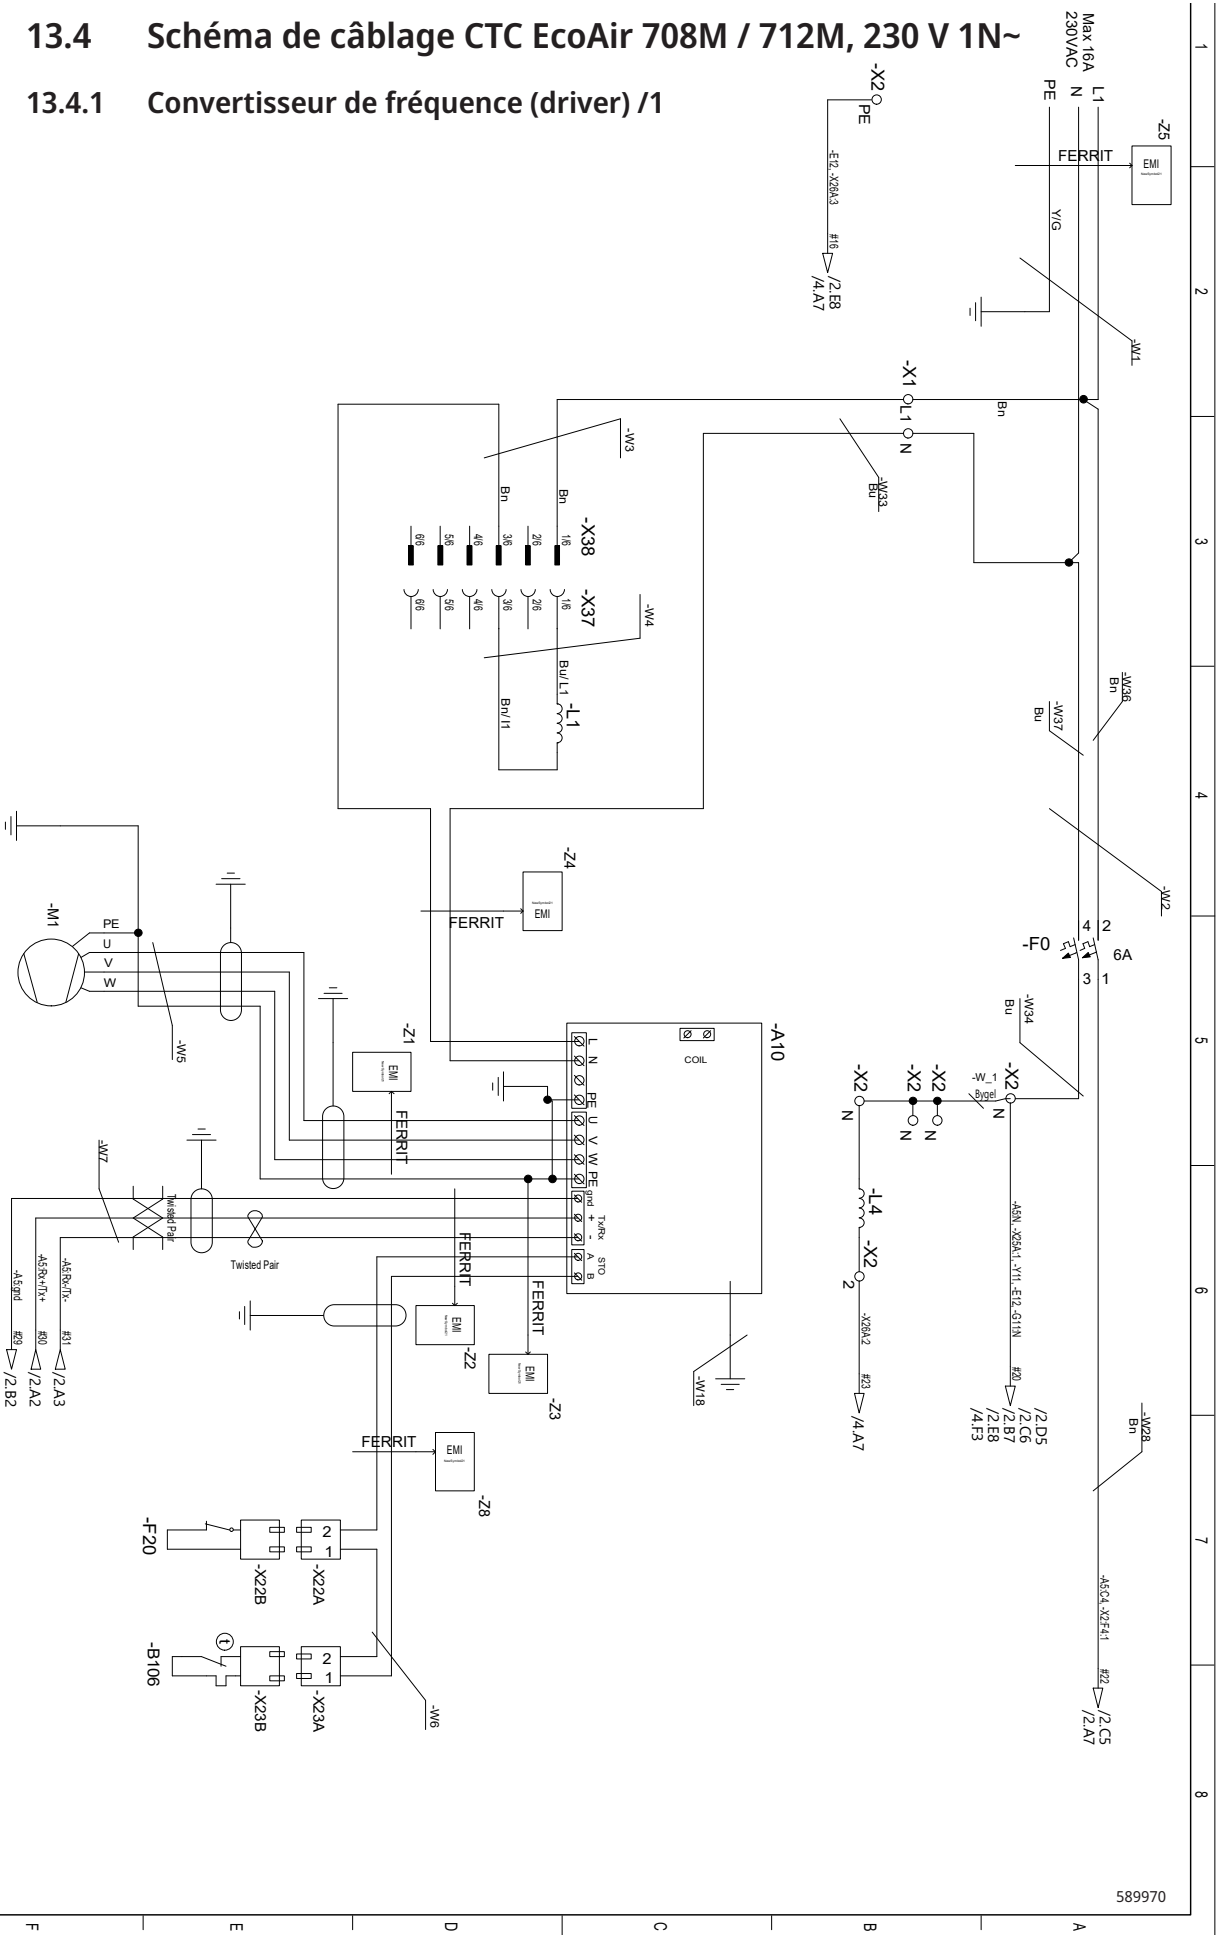 13.4 Schéma de câblage CTC EcoAir 708M / 712M, 230 V 1N~
13.4.1 Convertisseur de fréquence (driver) /1
Max 16A
230VAC
L1
N
PE
-Z5
EMI
FERRIT
Y/G
-W1
-X2
PE
-E12, -X26A:3
#16
/2.E8
/4.A7
-X1
L1
N
Bn
-W33
Bu
-W3
Bn
Bn
-X38
6/6
5/6
4/6
3/6
2/6
1/6
-X37
6/6
5/6
4/6
3/6
2/6
1/6
-W4
Bu/ L1
Bn/ I1
-L1
-W36
Bn
-W37
Bu
-W2
-F0
4
2
6A
3
1
-Z4
EMI
FERRIT
-M1
PE
U
V
W
-W5
-Z1
EMI
FERRIT
-A10
COIL
L
N
PE
U
V
W
PE
gnd
+
-
Tx/Rx
A
B
STO
-W34
Bu
-X2
N
-X2
N
-X2
N
-W_1
Bygel
-X2
N
-L4
-X2
2
-X26A:2
#23
/4.A7
-A5:N, -X25A:1, -Y11, -E12, -G11:N
#20
/2.D5
/2.C6
/2.B7
/2.E8
/4.F3
-W28
Bn
-A5:C4, -X2:F4:1
#22
/2.C5
/2.A7
-W7
Twisted Pair
Twisted Pair
-A5:gnd
#29
/2.B2
-A5:Rx+/Tx+
#30
/2.A2
-A5:Rx-/Tx-
#31
/2.A3
FERRIT
EMI
-Z2
FERRIT
EMI
-Z3
-W18
FERRIT
EMI
-Z8
-F20
-X22B
-X22A
2
1
-B106
t
-X23B
-X23A
2
1
-W6
1
2
3
4
5
6
7
8
589970
F
E
D
C
B
A